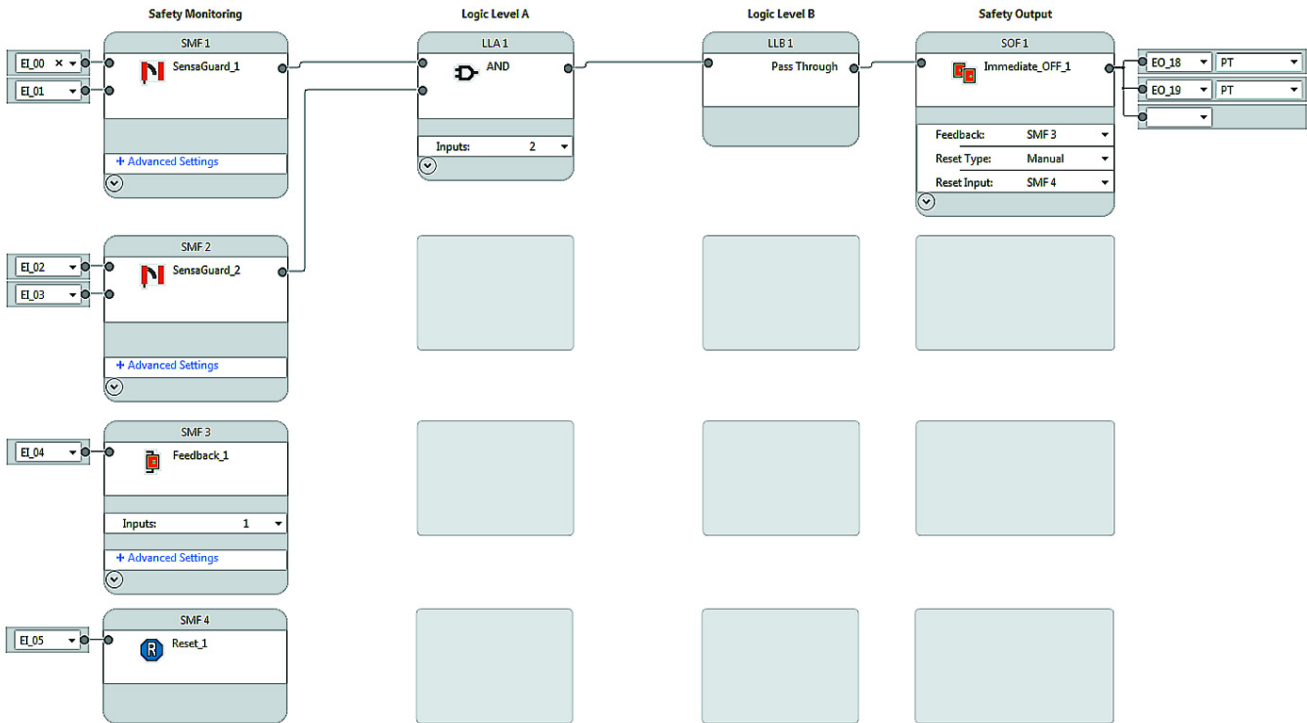 Safety Monitoring
Logic Level A
Logic Level B
Safety Output
SMF 1
EI_00 ×
EI_01
SensaGuard_1
+ Advanced Settings
LLA 1
AND
Inputs: 2
LLB 1
Pass Through
SOF 1
Immediate_OFF_1
Feedback: SMF 3
Reset Type: Manual
Reset Input: SMF 4
EO_18 PT
EO_19 PT
SMF 2
EI_02
EI_03
SensaGuard_2
+ Advanced Settings
SMF 3
EI_04
Feedback_1
Inputs: 1
+ Advanced Settings
SMF 4
EI_05
R
Reset_1